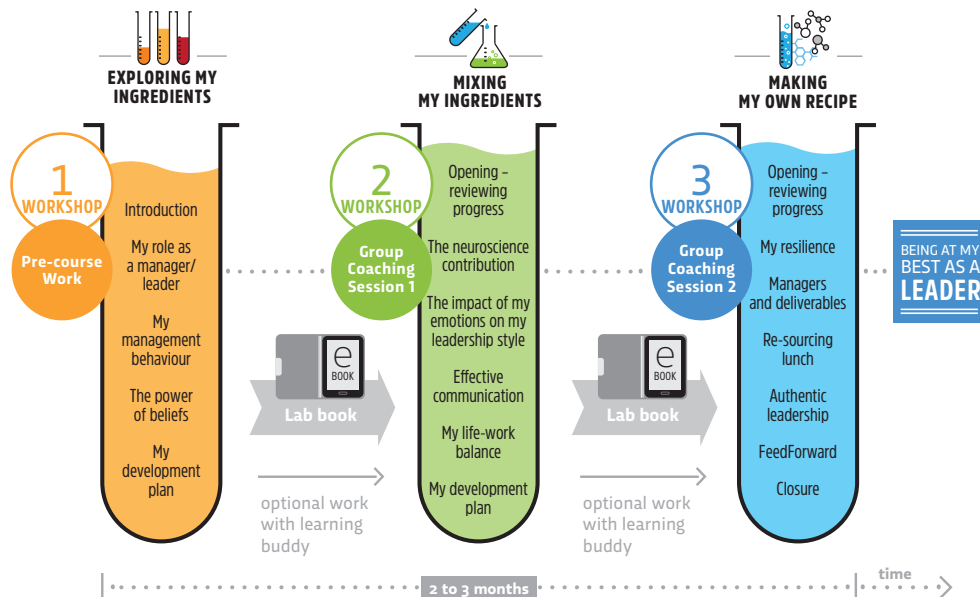 EXPLORING MY
INGREDIENTS
1
WORKSHOP
Pre-course
Work
Introduction
My role as
a manager/
leader
My
management
behaviour
The power
of beliefs
My
development
plan
e
BOOK
Lab book
optional work
with learning
buddy
MIXING
MY INGREDIENTS
2
WORKSHOP
Group
Coaching
Session 1
Opening –
reviewing
progress
The neuroscience
contribution
The impact of my
emotions on my
leadership style
Effective
communication
My life-work
balance
My development
plan
e
BOOK
Lab book
optional work
with learning
buddy
MAKING
MY OWN RECIPE
3
WORKSHOP
Group
Coaching
Session 2
Opening –
reviewing
progress
My resilience
Managers
and deliverables
Re-sourcing
lunch
Authentic
leadership
FeedForward
Closure
BEING AT MY
BEST AS A
LEADER
2 to 3 months
time